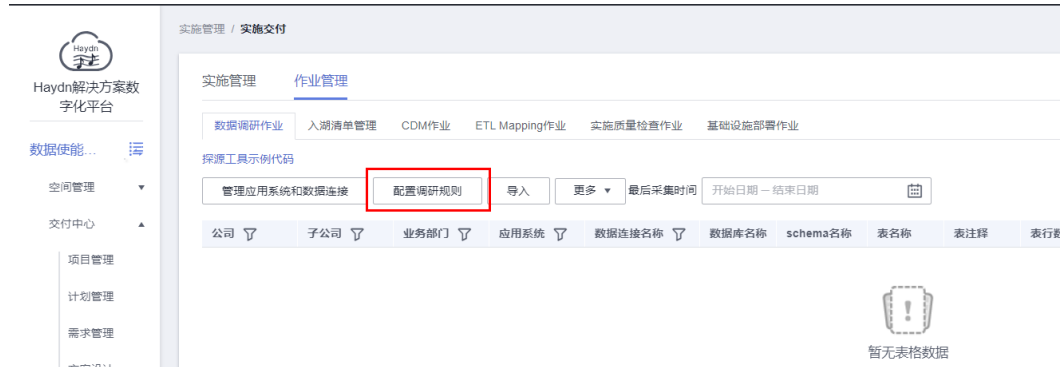 实施管理 / 实施交付
Haydn
Haydn解决方案数
字化平台
数据使能...
空间管理
交付中心
项目管理
计划管理
需求管理
实施管理 作业管理
数据调研作业 入湖清单管理 CDM作业 ETL Mapping作业 实施质量检查作业 基础设施部署作业
探源工具示例代码
管理应用系统和数据连接 配置调研规则 导入 更多 最后采集时间 开始日期 – 结束日期
公司 子公司 业务部门 应用系统 数据连接名称 数据库名称 schema名称 表名称 表注释 表行数
暂无表格数据